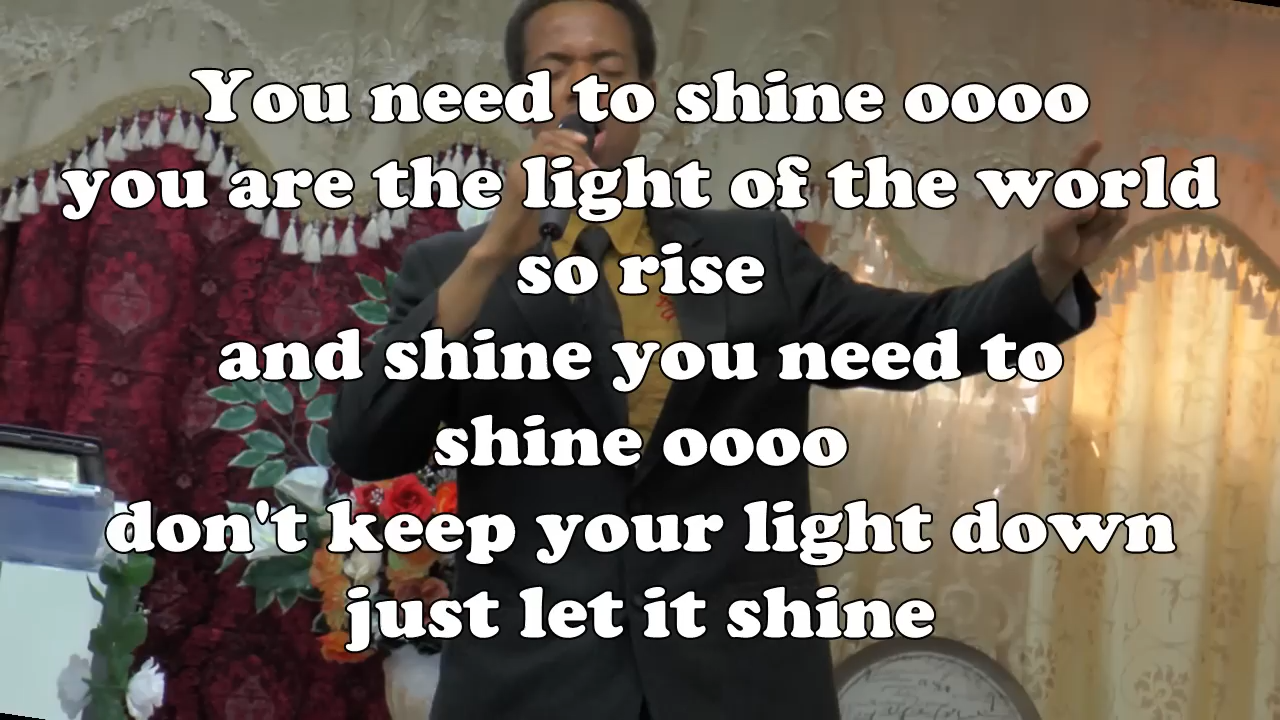 You need to shine oooo
you are the light of the world
so rise
and shine you need to
shine oooo
don't keep your light down
just let it shine